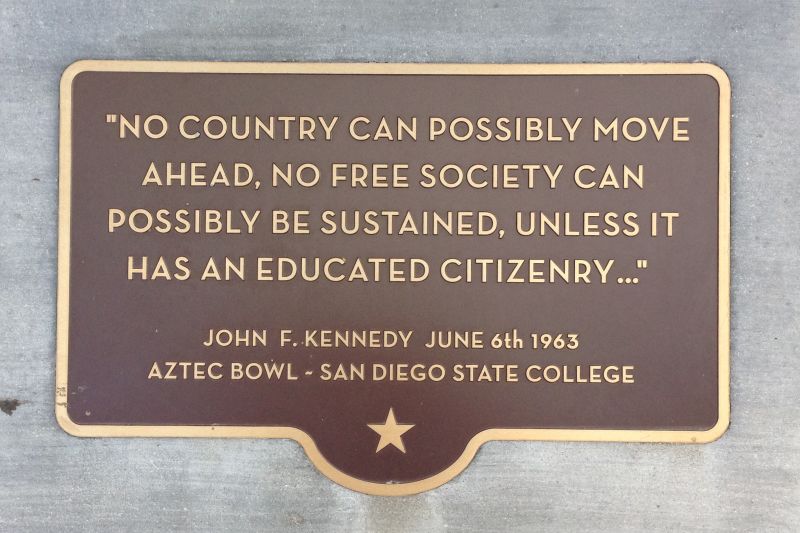 "NO COUNTRY CAN POSSIBLY MOVE
AHEAD, NO FREE SOCIETY CAN
POSSIBLY BE SUSTAINED, UNLESS IT
HAS AN EDUCATED CITIZENRY..."
JOHN F. KENNEDY JUNE 6th 1963
AZTEC BOWL ~ SAN DIEGO STATE COLLEGE